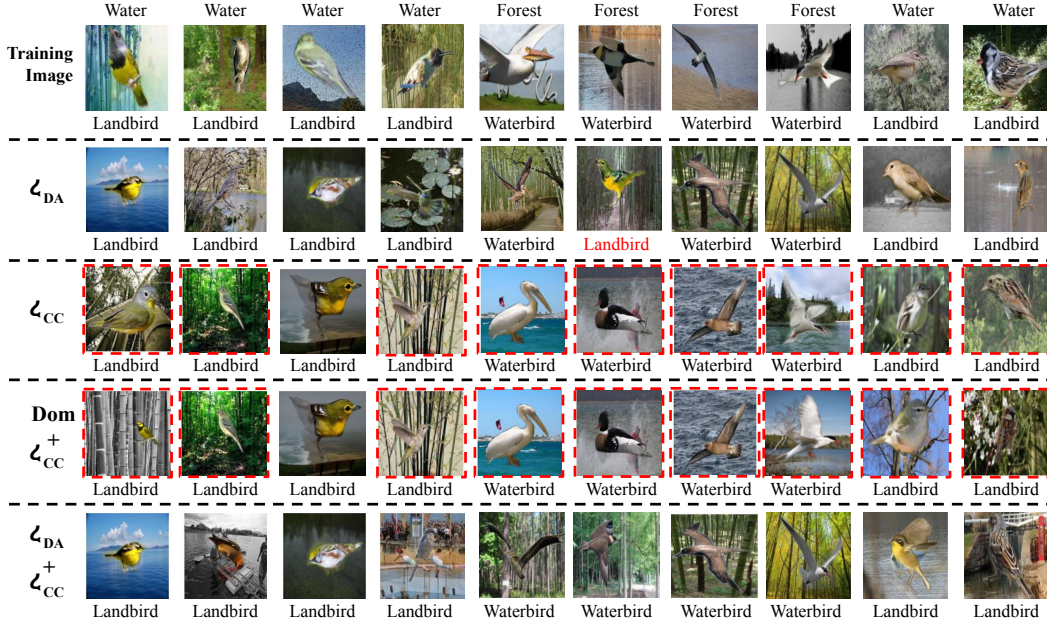 Water Water Water Water Forest Forest Forest Forest Water Water
Training
Image
Landbird Landbird Landbird Landbird Waterbird Waterbird Waterbird Waterbird Landbird Landbird
ζ DA
Landbird Landbird Landbird Landbird Waterbird Landbird Waterbird Waterbird Landbird Landbird
ζ CC
Landbird Landbird Landbird Landbird Waterbird Waterbird Waterbird Waterbird Landbird Landbird
Dom
+
ζ CC
Landbird Landbird Landbird Landbird Waterbird Waterbird Waterbird Waterbird Landbird Landbird
ζ DA
+
ζ CC
Landbird Landbird Landbird Landbird Waterbird Waterbird Waterbird Waterbird Landbird Landbird